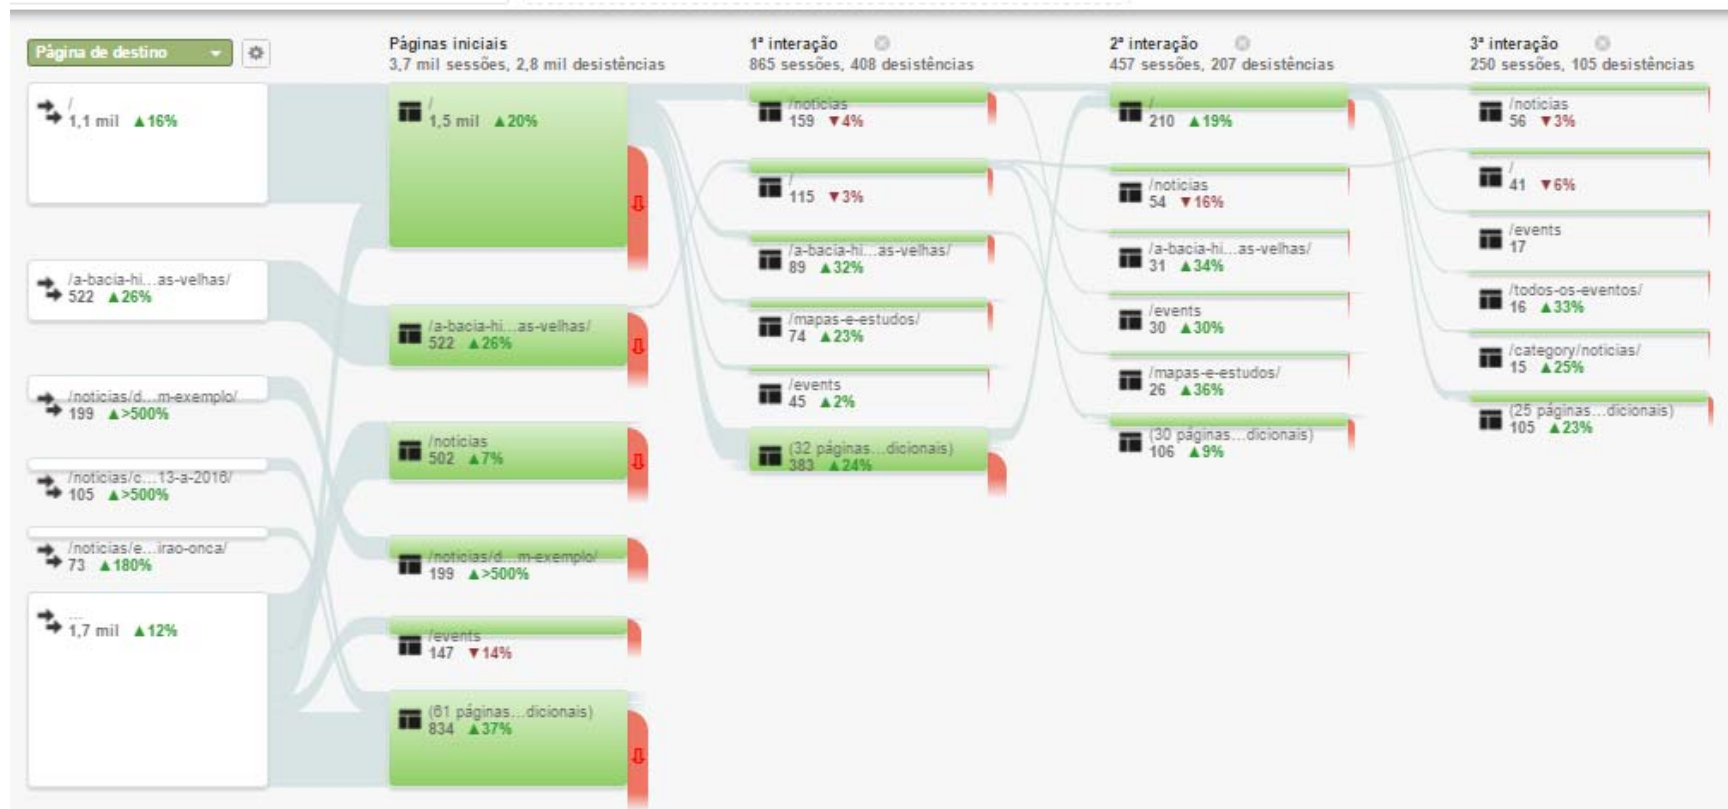 Página de destino
/
1,1 mil ▲16%
/a-bacia-hi...as-velhas/
522 ▲26%
/noticias/d...m-exemplo/
199 ▲>500%
/noticias/c...13-a-2016/
105 ▲>500%
/noticias/e...irao-onca/
73 ▲180%
...
1,7 mil ▲12%
Páginas iniciais
3,7 mil sessões, 2,8 mil desistências
/
1,5 mil ▲20%
/a-bacia-hi...as-velhas/
522 ▲26%
/noticias
502 ▲7%
/noticias/d...m-exemplo/
199 ▲>500%
/events
147 ▼14%
(61 páginas...dicionais)
834 ▲37%
1ª interação
865 sessões, 408 desistências
/noticias
159 ▼4%
/
115 ▼3%
/a-bacia-hi...as-velhas/
89 ▲32%
/mapas-e-estudos/
74 ▲23%
/events
45 ▲2%
(32 páginas...dicionais)
383 ▲24%
2ª interação
457 sessões, 207 desistências
/
210 ▲19%
/noticias
54 ▼16%
/a-bacia-hi...as-velhas/
31 ▲34%
/events
30 ▲30%
/mapas-e-estudos/
26 ▲36%
(30 páginas...dicionais)
106 ▲9%
3ª interação
250 sessões, 105 desistências
/noticias
56 ▼3%
/
41 ▼6%
/events
17
/todos-os-eventos/
16 ▲33%
/category/noticias/
15 ▲25%
(25 páginas...dicionais)
105 ▲23%